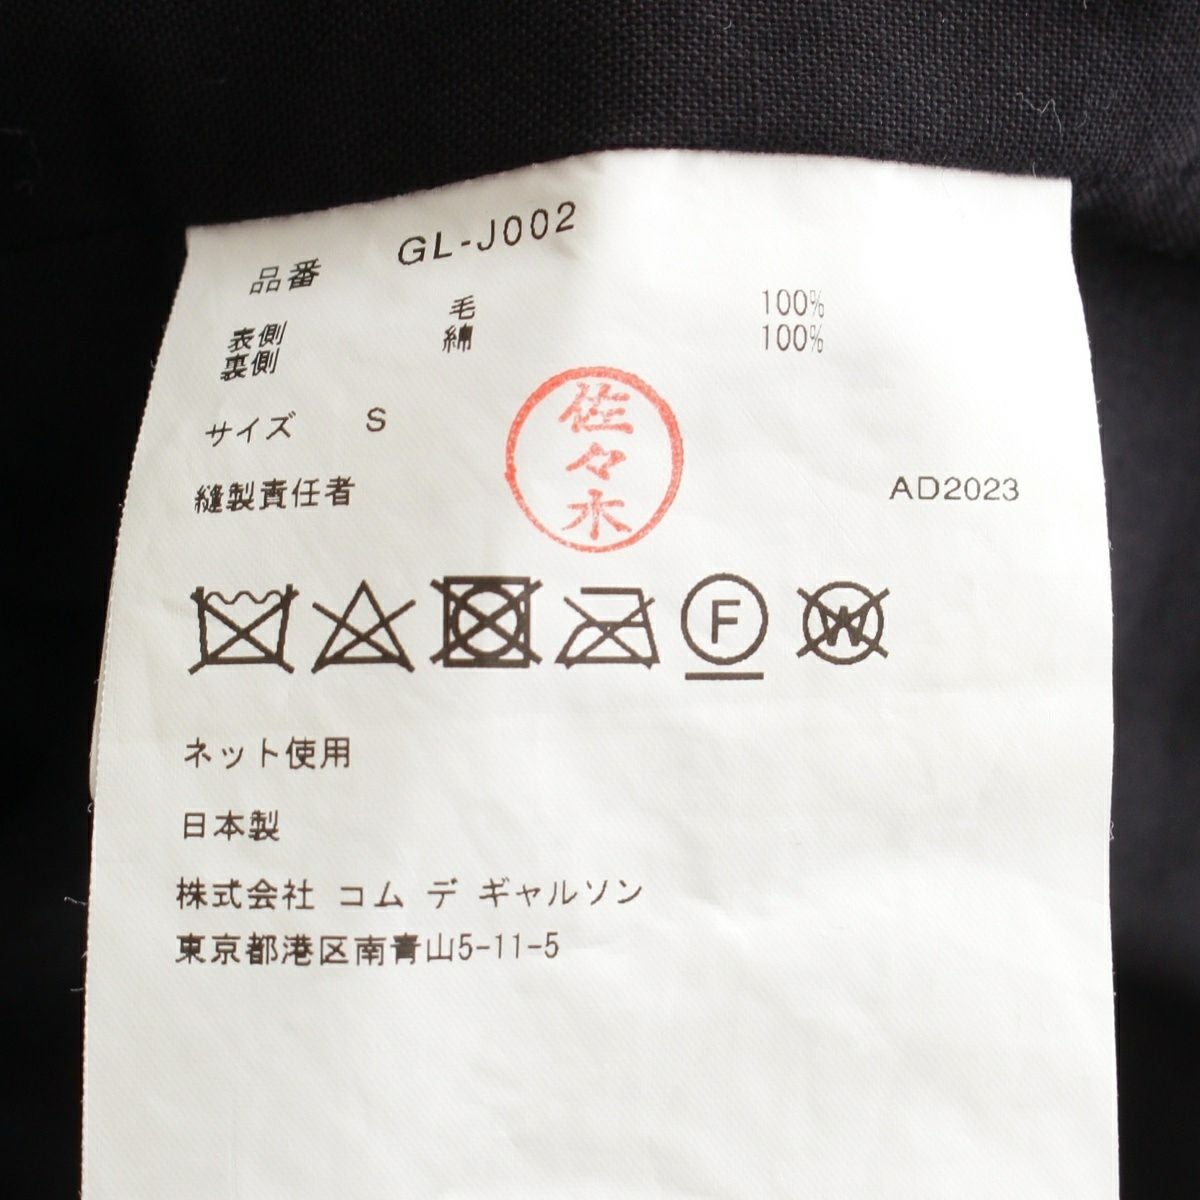 品番 GL-J002
表側 毛 100%
裏側 綿 100%
サイズ S
縫製責任者 佐々木 AD2023
F W
ネット使用
日本製
株式会社 コム デ ギャルソン
東京都港区南青山5-11-5